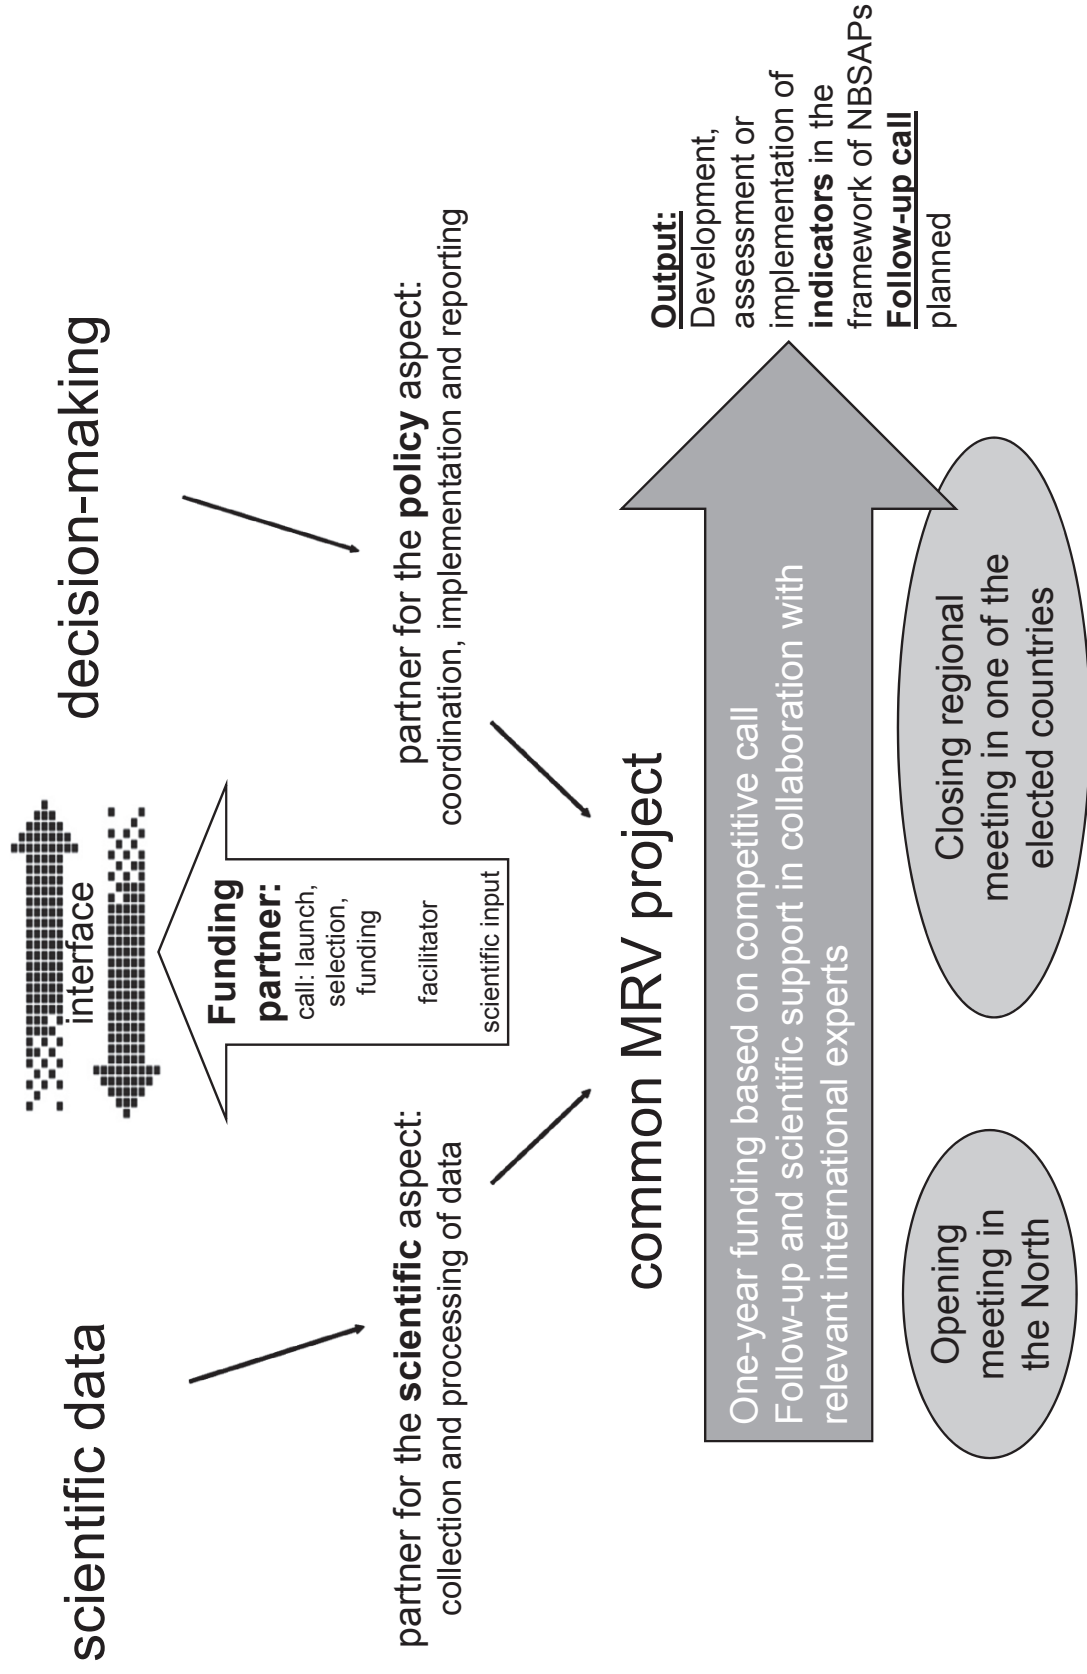 scientific data
interface
decision-making
Funding
partner:
call: launch,
selection,
funding
facilitator
scientific input
partner for the scientific aspect:
collection and processing of data
partner for the policy aspect:
coordination, implementation and reporting
common MRV project
One-year funding based on competitive call
Follow-up and scientific support in collaboration with
relevant international experts
Output:
Development,
assessment or
implementation of
indicators in the
framework of NBSAPs
Follow-up call
planned
Opening
meeting in
the North
Closing regional
meeting in one of the
elected countries